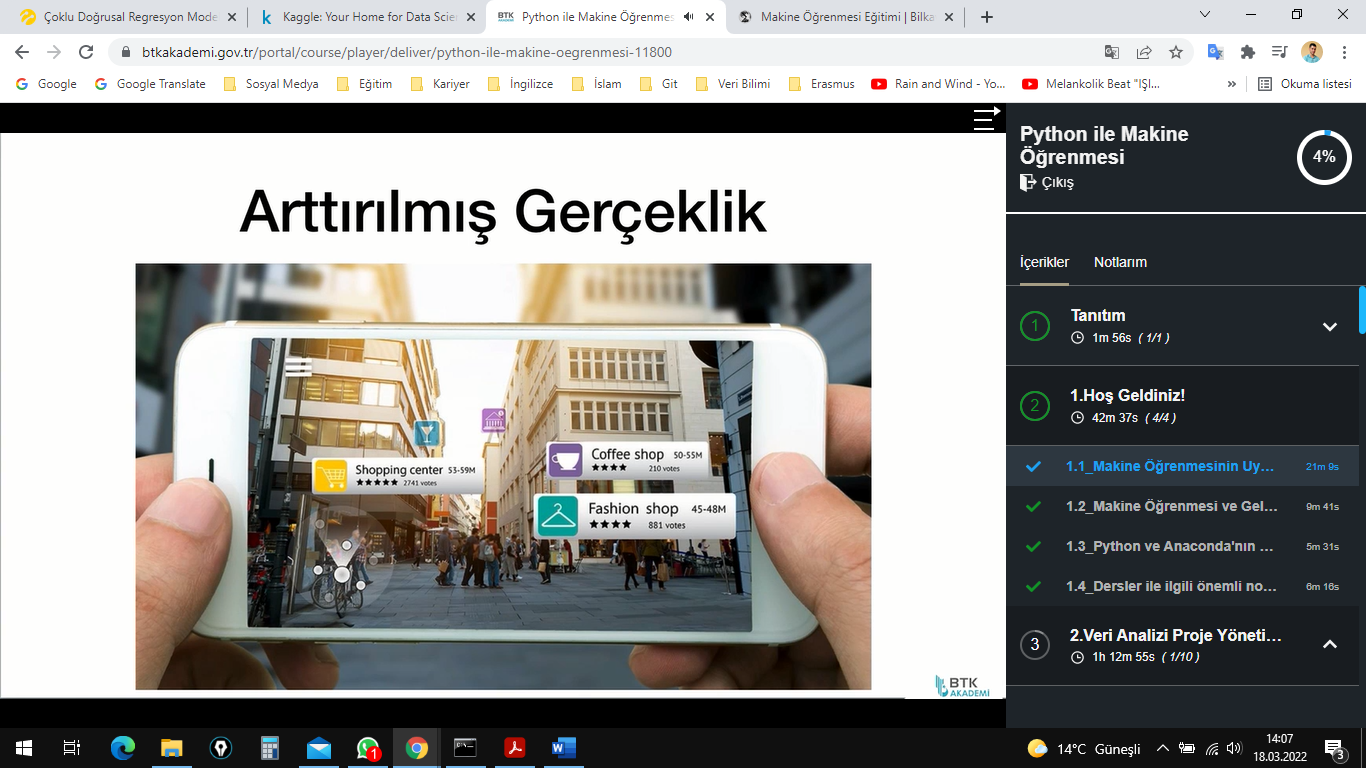 Çoklu Doğrusal Regresyon Mode
Kaggle: Your Home for Data Scien
BTK AKADEMİ
Python ile Makine Öğrenmes
Makine Öğrenmesi Eğitimi | Bilka
btkakademi.gov.tr/portal/course/player/deliver/python-ile-makine-oegrenmesi-11800
Google
Google Translate
Sosyal Medya
Eğitim
Kariyer
İngilizce
İslam
Git
Veri Bilimi
Erasmus
Rain and Wind - Yo...
Melankolik Beat "IŞI...
»
Okuma listesi
Arttırılmış Gerçeklik
Shopping center 53-59M
★★★★★ 2741 votes
Coffee shop 50-55M
★★★★ 210 votes
Fashion shop 45-48M
★★★★ 881 votes
BTK
AKADEMİ
Python ile Makine
Öğrenmesi
4%
Çıkış
İçerikler
Notlarım
1
Tanıtım
1m 56s ( 1/1 )
2
1.Hoş Geldiniz!
42m 37s ( 4/4 )
1.1_Makine Öğrenmesinin Uy... 21m 9s
1.2_Makine Öğrenmesi ve Gel... 9m 41s
1.3_Python ve Anaconda'nın ... 5m 31s
1.4_Dersler ile ilgili önemli no... 6m 16s
3
2.Veri Analizi Proje Yöneti...
1h 12m 55s ( 1/10 )
1
14°C Güneşli
14:07
18.03.2022
3